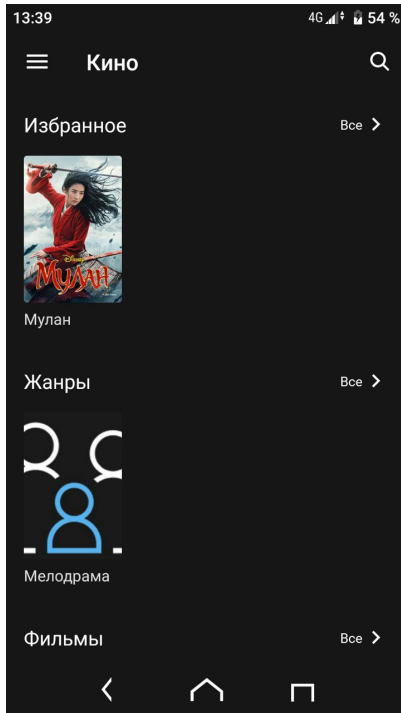 13:39 4G 54 %
Кино
Избранное Все
Disney
МУЛАН
Мулан
Жанры Все
Мелодрама
Фильмы Все